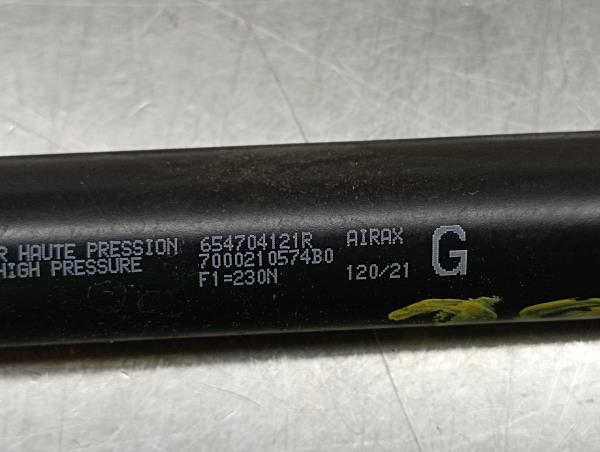 R HAUTE PRESSION 654704121R AIRAX G
HIGH PRESSURE 7000210574B0
F1=230N 120/21